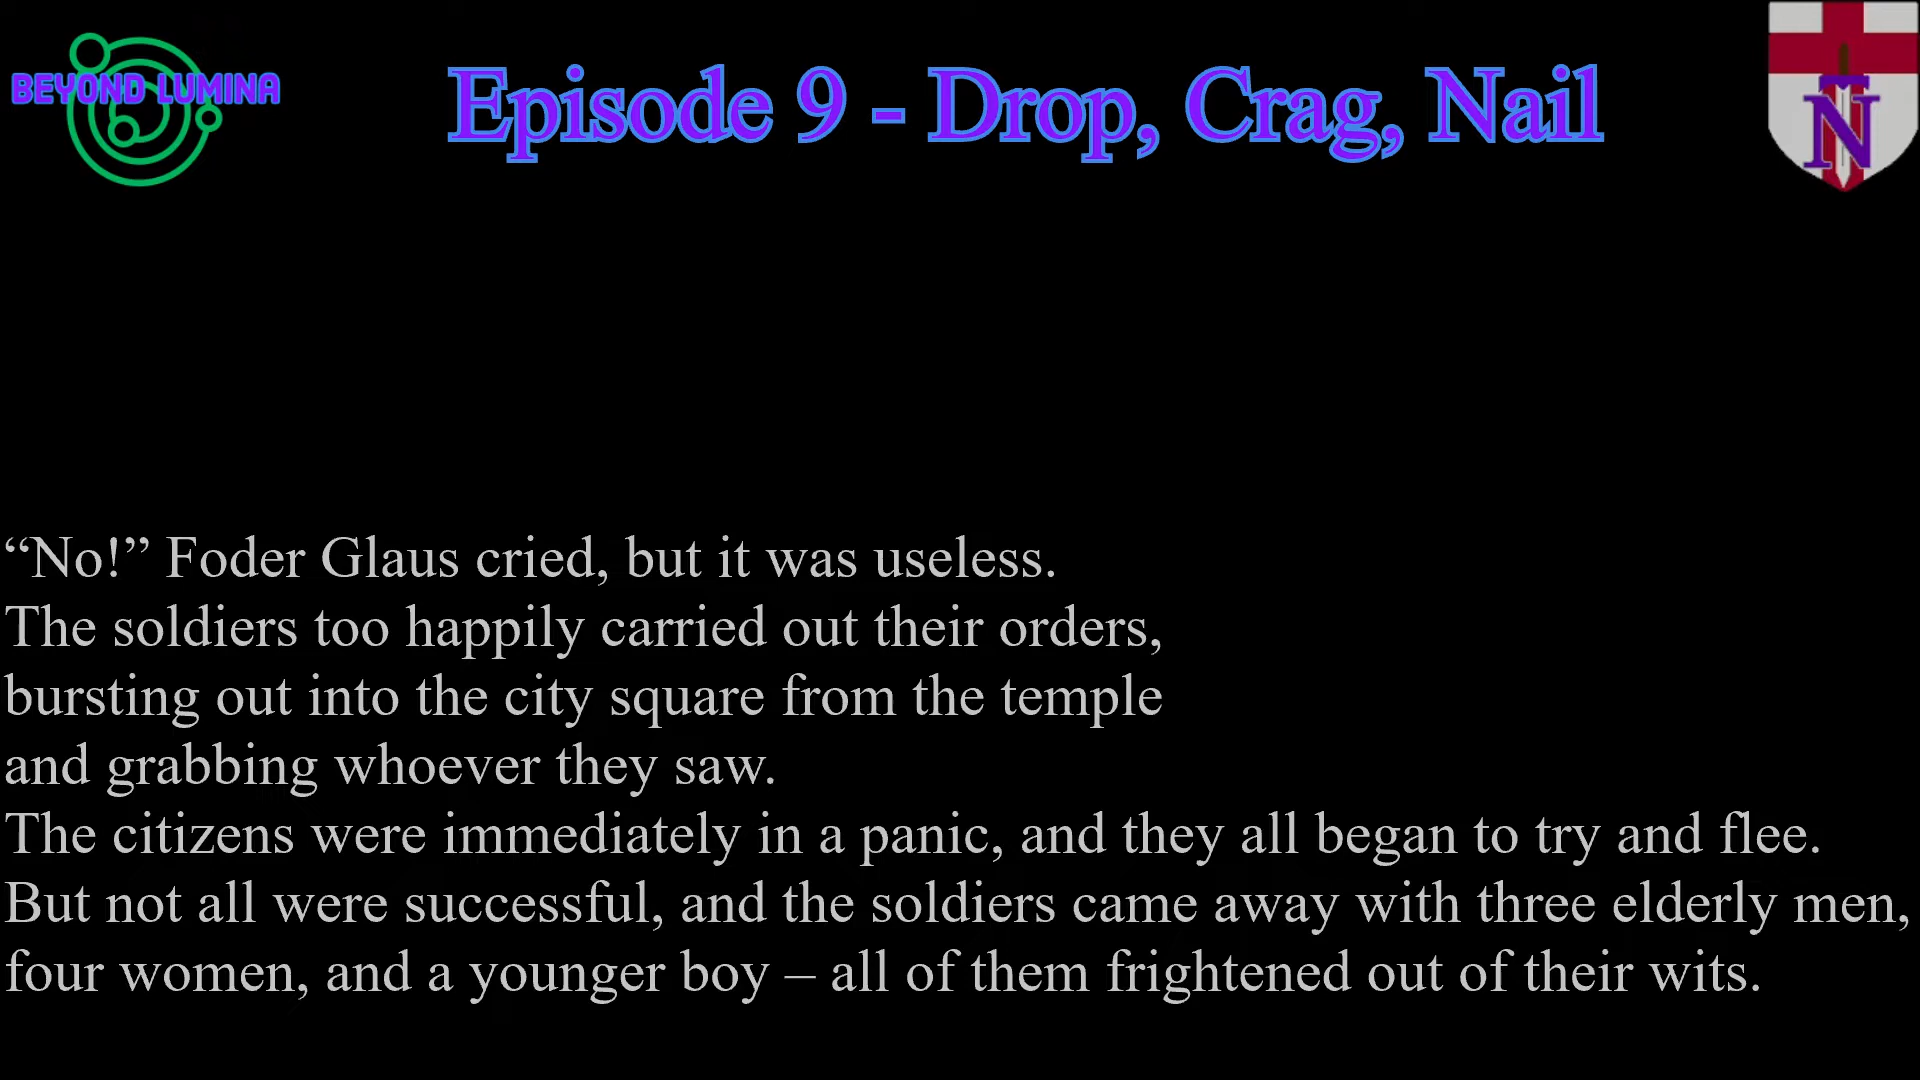 BEYOND LUMINA
Episode 9 - Drop, Crag, Nail
N
“No!” Foder Glaus cried, but it was useless.
The soldiers too happily carried out their orders,
bursting out into the city square from the temple
and grabbing whoever they saw.
The citizens were immediately in a panic, and they all began to try and flee.
But not all were successful, and the soldiers came away with three elderly men,
four women, and a younger boy – all of them frightened out of their wits.